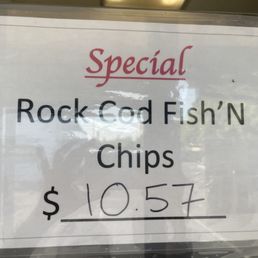 Special
Rock Cod Fish'N
Chips
$ 10.57